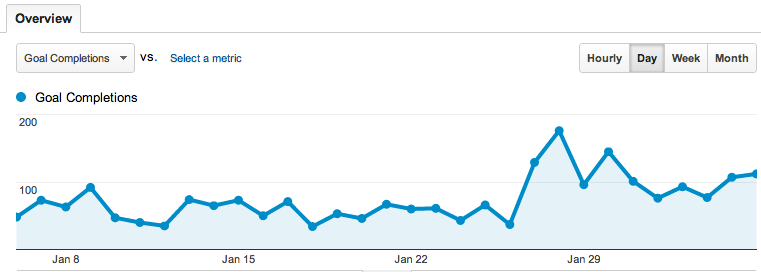 Overview
Goal Completions vs. Select a metric Hourly Day Week Month
Goal Completions
200
100
Jan 8 Jan 15 Jan 22 Jan 29